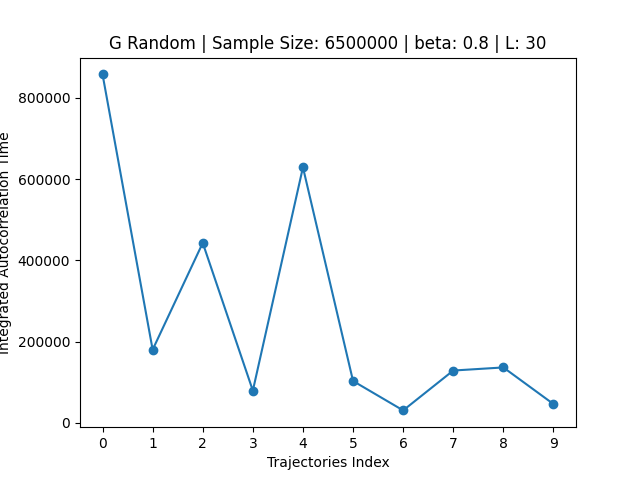 G Random | Sample Size: 6500000 | beta: 0.8 | L: 30
Integrated Autocorrelation Time
800000
600000
400000
200000
0
0 1 2 3 4 5 6 7 8 9
Trajectories Index